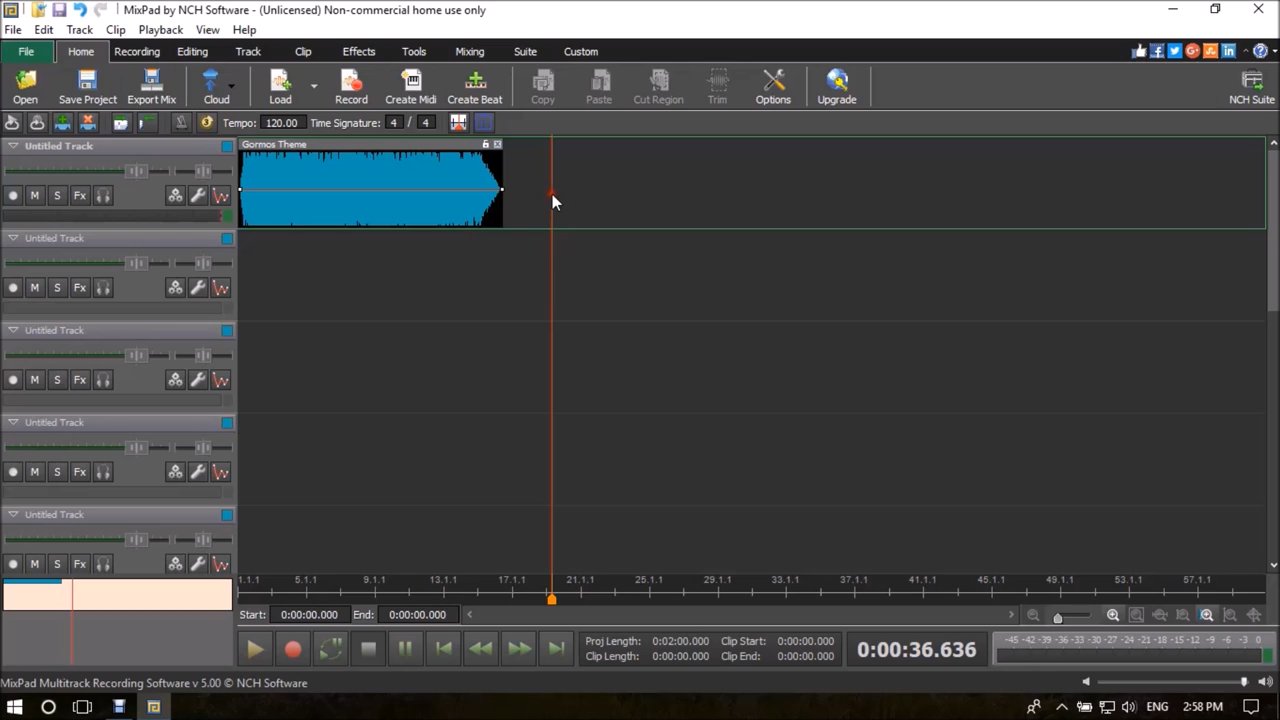 MixPad by NCH Software - (Unlicensed) Non-commercial home use only
File Edit Track Clip Playback View Help
File Home Recording Editing Track Clip Effects Tools Mixing Suite Custom
Open Save Project Export Mix Cloud Load Record Create Midi Create Beat Copy Paste Cut Region Trim Options Upgrade NCH Suite
Tempo: 120.00 Time Signature: 4 / 4
Untitled Track
Gormos Theme
M S Fx
Untitled Track
M S Fx
Untitled Track
M S Fx
Untitled Track
M S Fx
Untitled Track
M S Fx
1.1.1 5.1.1 9.1.1 13.1.1 17.1.1 21.1.1 25.1.1 29.1.1 33.1.1 37.1.1 41.1.1 45.1.1 49.1.1 53.1.1 57.1.1
Start: 0:00:00.000 End: 0:00:00.000
Proj Length: 0:02:00.000 Clip Start: 0:00:00.000
Clip Length: 0:00:00.000 Clip End: 0:00:00.000
0:00:36.636
-45 -42 -39 -36 -33 -30 -27 -24 -21 -18 -15 -12 -9 -6 -3 0
MixPad Multitrack Recording Software v 5.00 © NCH Software
ENG 2:58 PM